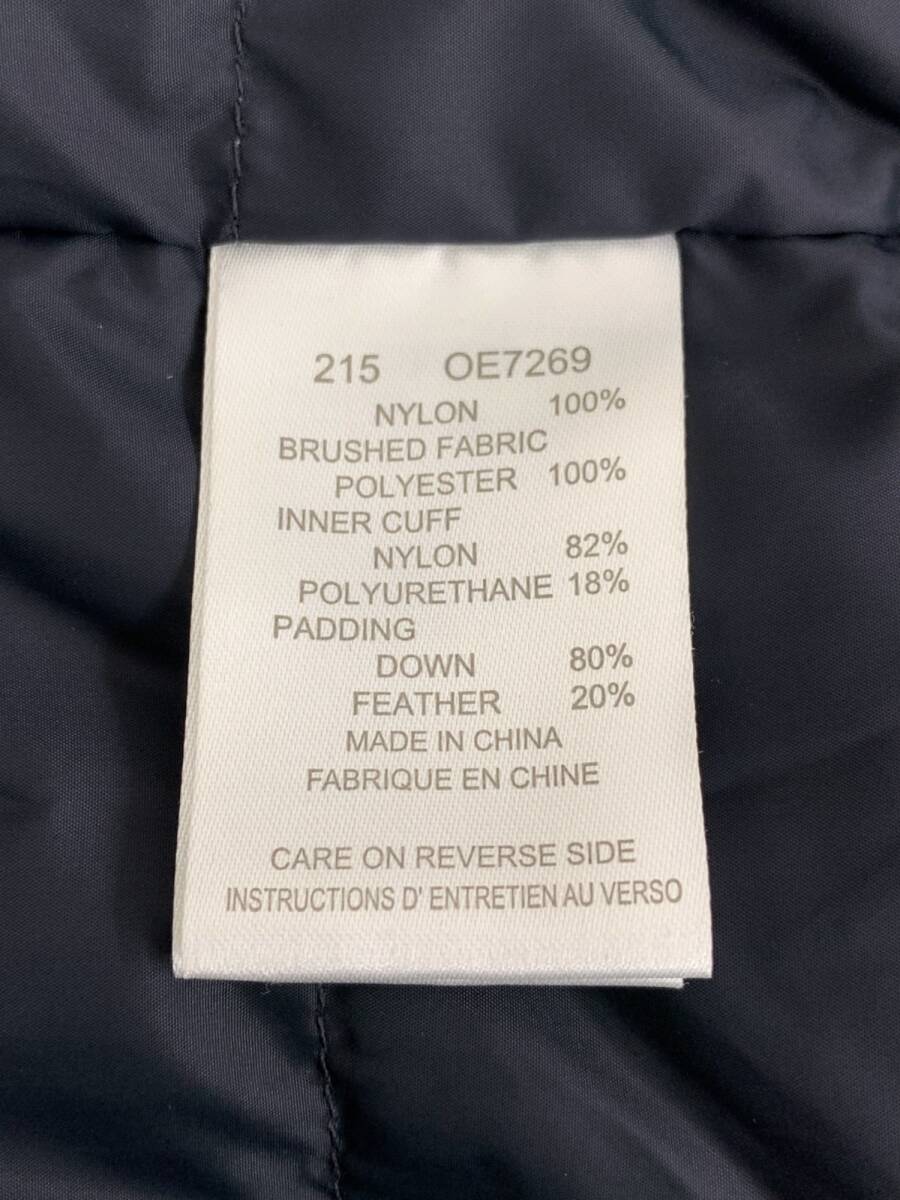 215 OE7269
NYLON 100%
BRUSHED FABRIC
POLYESTER 100%
INNER CUFF
NYLON 82%
POLYURETHANE 18%
PADDING
DOWN 80%
FEATHER 20%
MADE IN CHINA
FABRIQUE EN CHINE
CARE ON REVERSE SIDE
INSTRUCTIONS D' ENTRETIEN AU VERSO